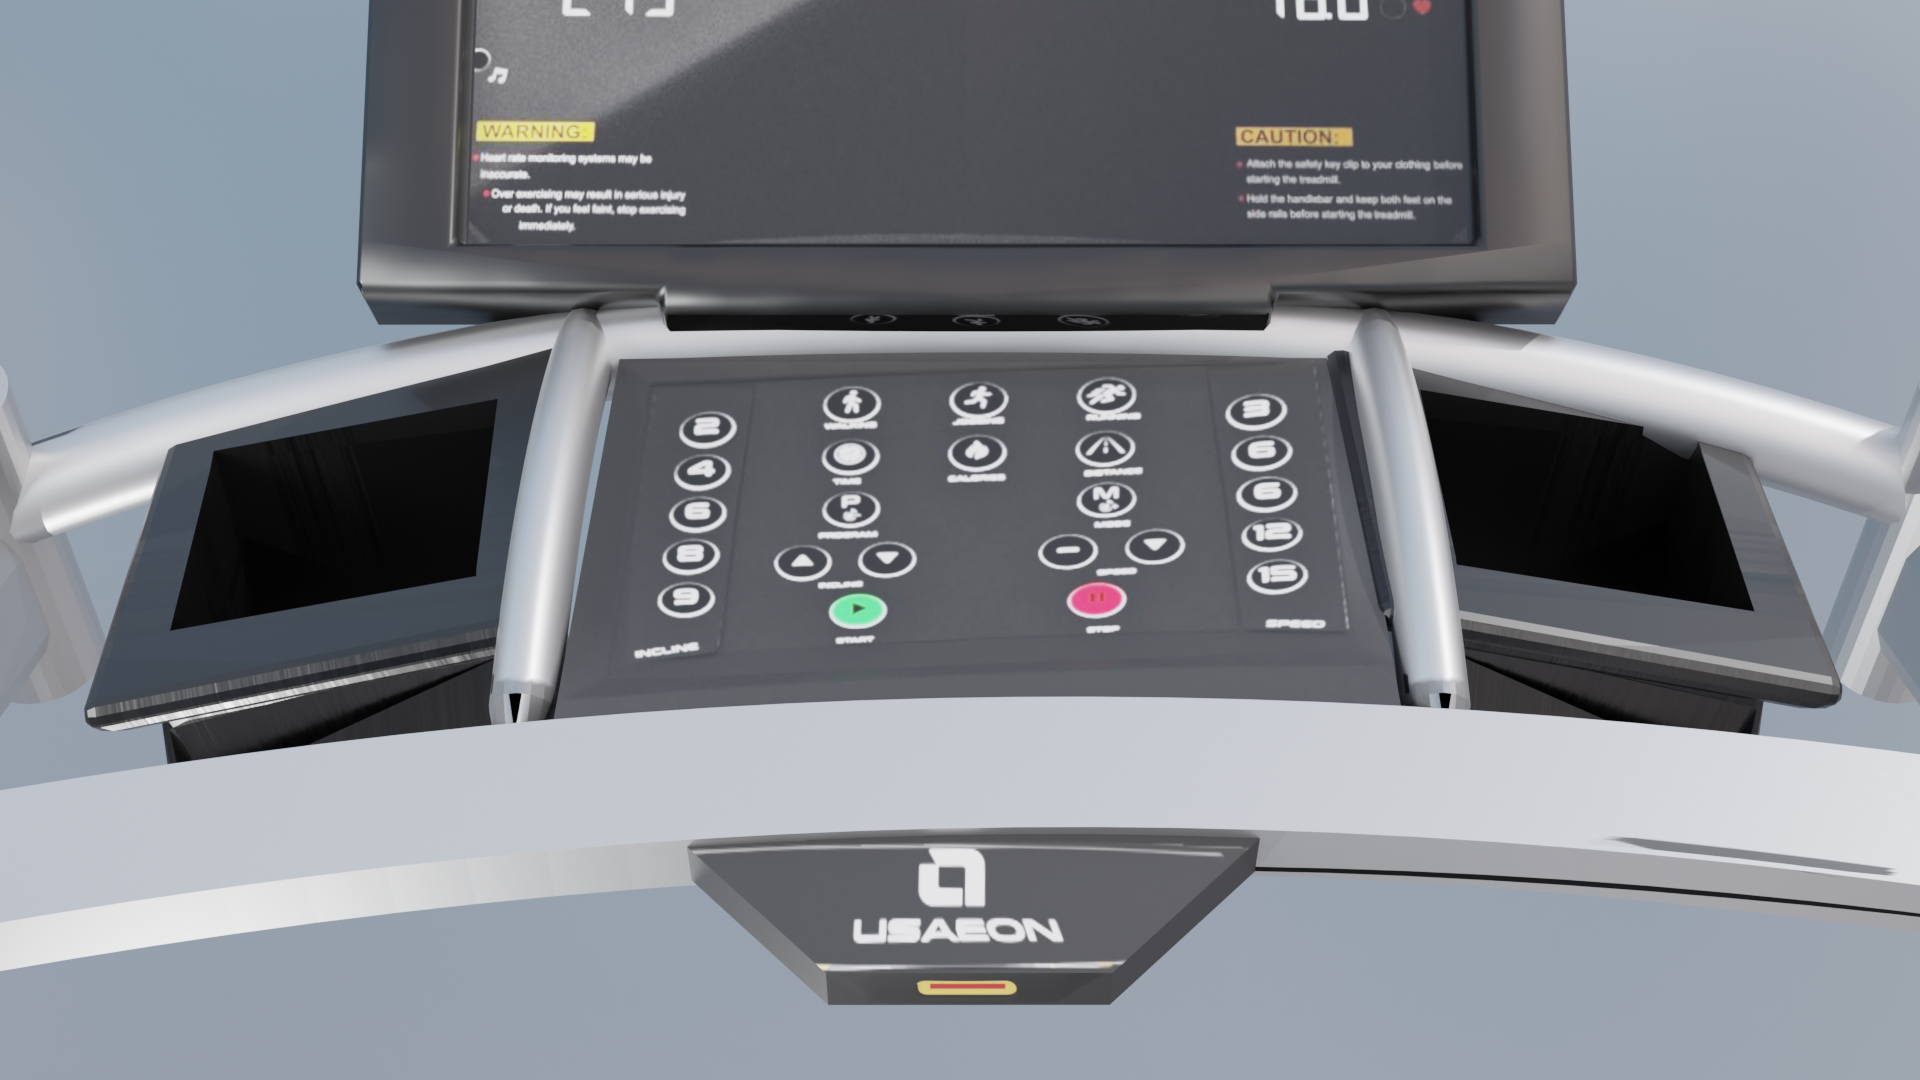 WARNING:
Heart rate monitoring systems may be
inaccurate.
Over exercising may result in serious injury
or death. If you feel faint, stop exercising
immediately.
CAUTION:
Attach the safety key clip to your clothing before
starting the treadmill.
Hold the handlebar and keep both feet on the
side rails before starting the treadmill.
2
4
6
8
9
INCLINE
WALKING
JOGGING
RUNNING
TIME
CALORIES
DISTANCE
P
PROGRAM
M
MODE
INCLINE
SPEED
START
STOP
3
6
6
12
15
SPEED
USAEON